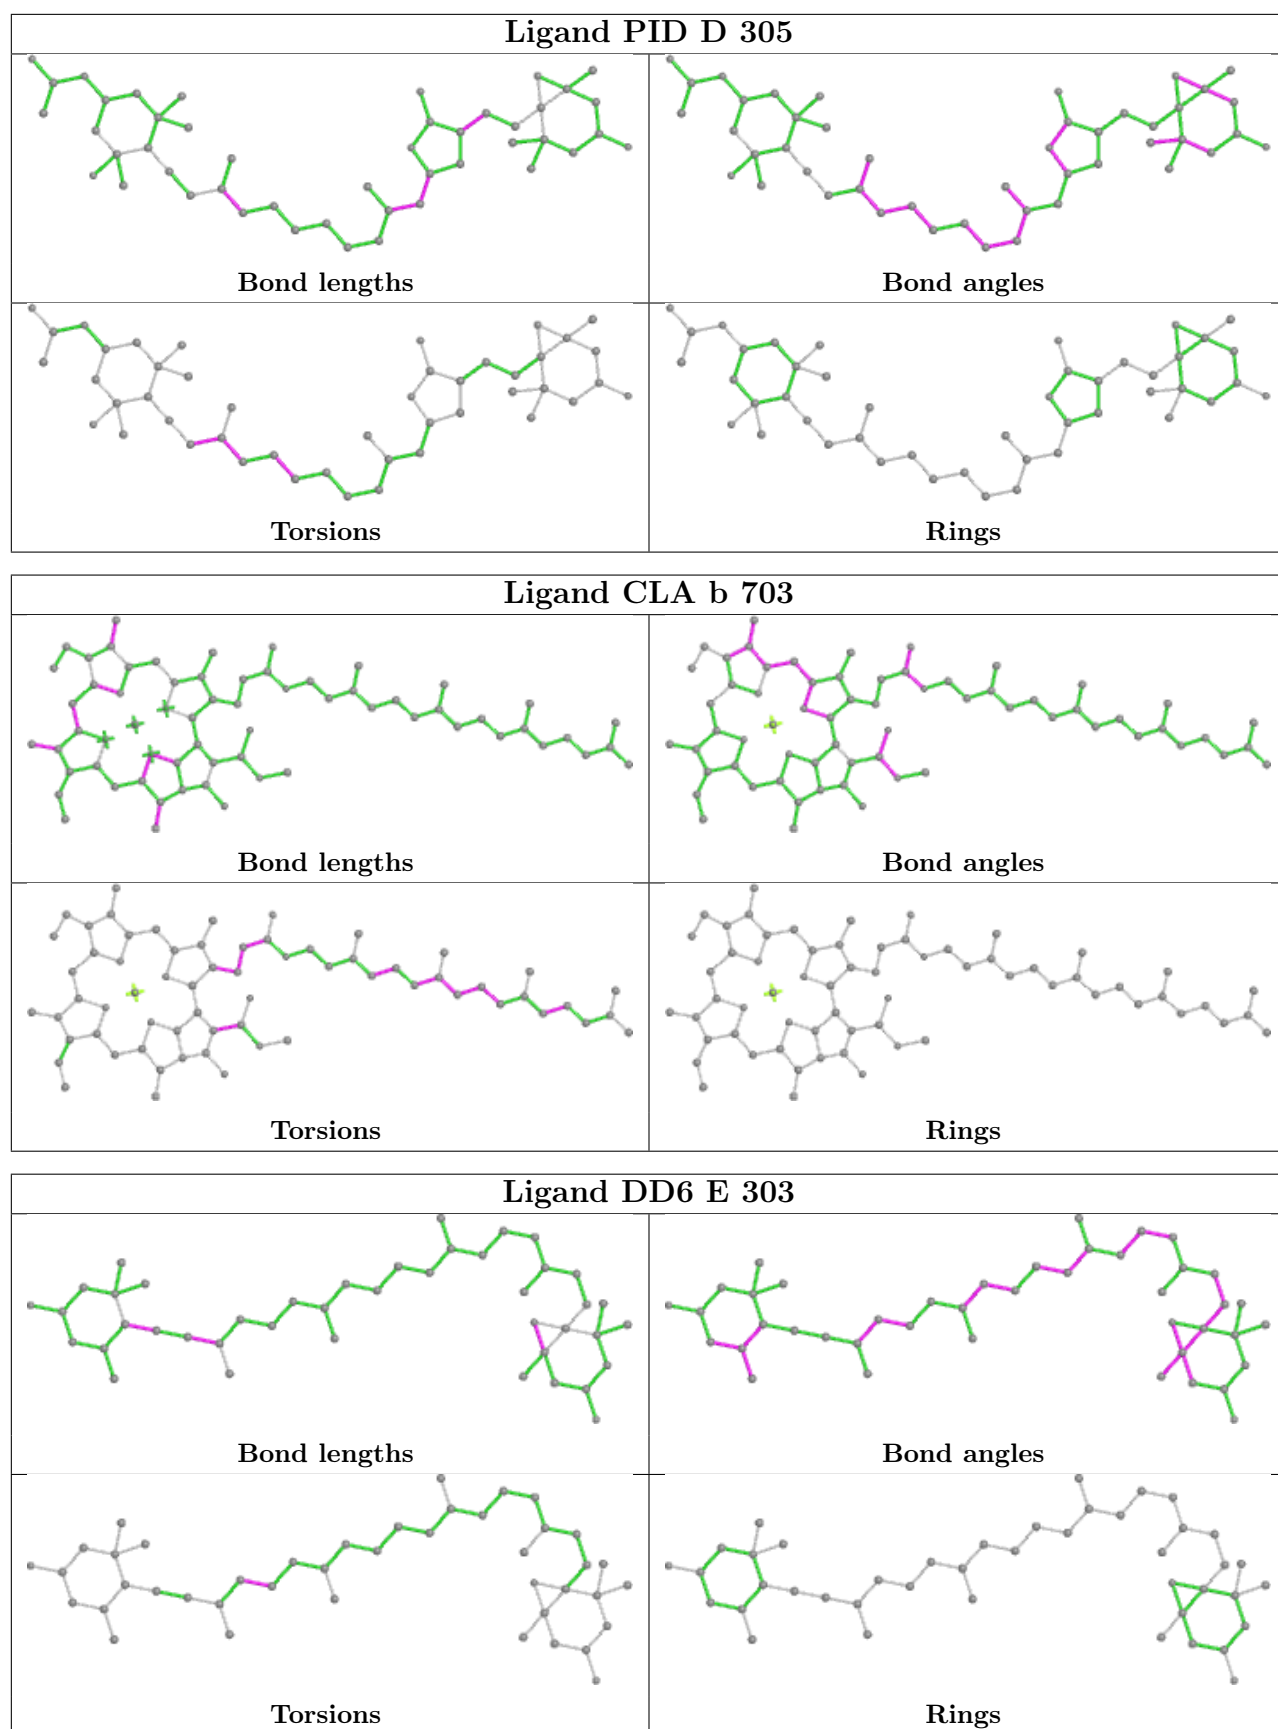 Ligand PID D 305
Bond lengths
Bond angles
Torsions
Rings
Ligand CLA b 703
Bond lengths
Bond angles
Torsions
Rings
Ligand DD6 E 303
Bond lengths
Bond angles
Torsions
Rings